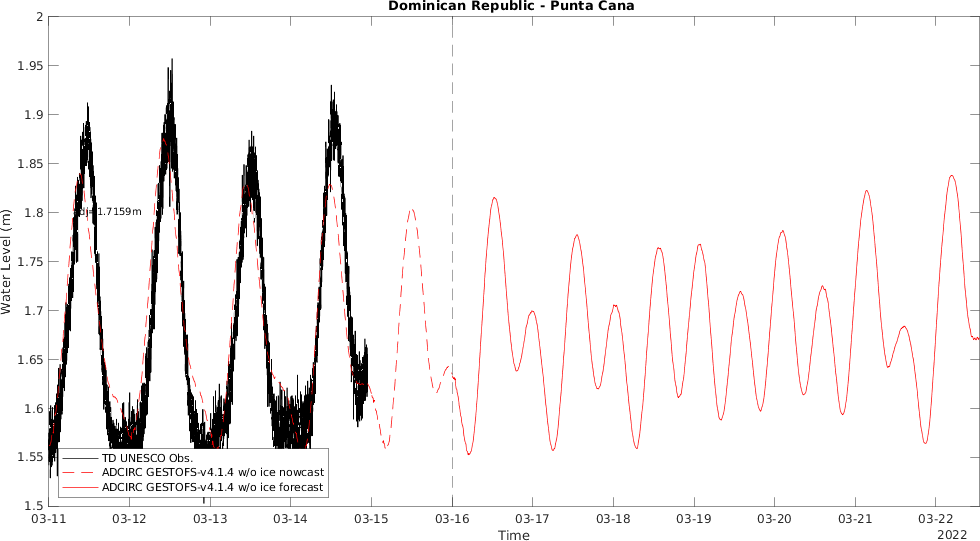 Dominican Republic - Punta Cana
2
1.95
1.9
1.85
1.8
1.75
1.7
1.65
1.6
1.55
1.5
Water Level (m)
1.7159m
TD UNESCO Obs.
ADCIRC GESTOFS-v4.1.4 w/o ice nowcast
ADCIRC GESTOFS-v4.1.4 w/o ice forecast
03-11 03-12 03-13 03-14 03-15 03-16 03-17 03-18 03-19 03-20 03-21 03-22
Time
2022